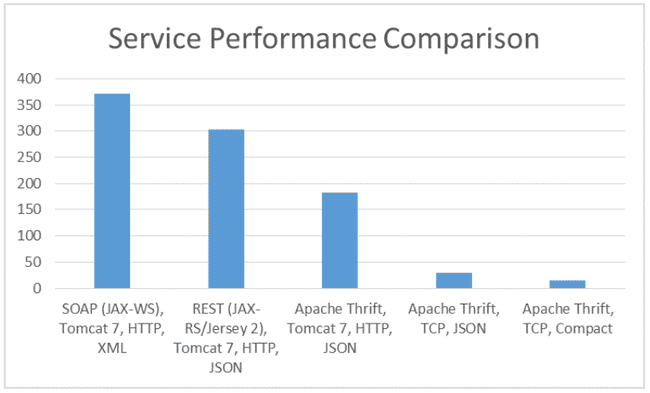 Service Performance Comparison
400
350
300
250
200
150
100
50
0
SOAP (JAX-WS),
Tomcat 7, HTTP,
XML
REST (JAX-
RS/Jersey 2),
Tomcat 7, HTTP,
JSON
Apache Thrift,
Tomcat 7, HTTP,
JSON
Apache Thrift,
TCP, JSON
Apache Thrift,
TCP, Compact